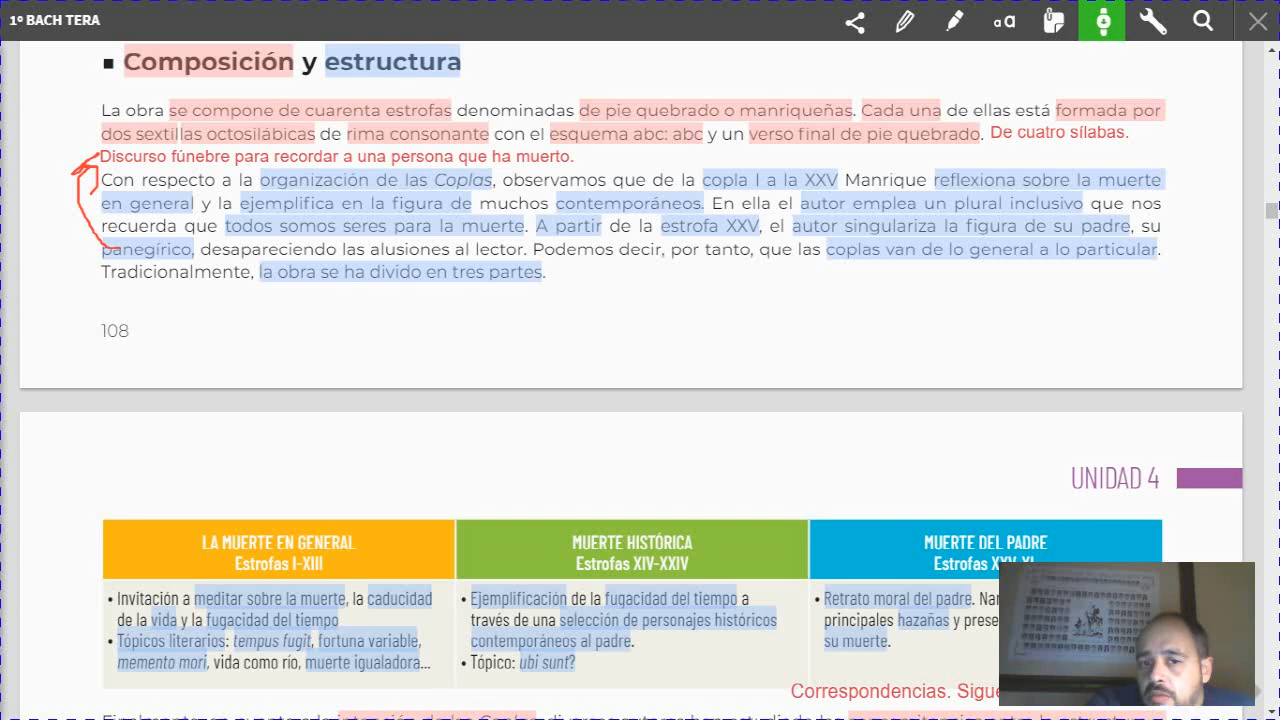 1º BACH TERA
aa
Composición y estructura
La obra se compone de cuarenta estrofas denominadas de pie quebrado o manriqueñas. Cada una de ellas está formada por
dos sextillas octosilábicas de rima consonante con el esquema abc: abc y un verso final de pie quebrado. De cuatro sílabas.
Discurso fúnebre para recordar a una persona que ha muerto.
Con respecto a la organización de las Coplas, observamos que de la copla I a la XXV Manrique reflexiona sobre la muerte
en general y la ejemplifica en la figura de muchos contemporáneos. En ella el autor emplea un plural inclusivo que nos
recuerda que todos somos seres para la muerte. A partir de la estrofa XXV, el autor singulariza la figura de su padre, su
panegírico, desapareciendo las alusiones al lector. Podemos decir, por tanto, que las coplas van de lo general a lo particular.
Tradicionalmente, la obra se ha divido en tres partes.
108
UNIDAD 4
LA MUERTE EN GENERAL
Estrofas I-XIII
• Invitación a meditar sobre la muerte, la caducidad
de la vida y la fugacidad del tiempo
• Tópicos literarios: tempus fugit, fortuna variable,
memento mori, vida como río, muerte igualadora...
MUERTE HISTÓRICA
Estrofas XIV-XXIV
• Ejemplificación de la fugacidad del tiempo a
través de una selección de personajes históricos
contemporáneos al padre.
• Tópico: ubi sunt?
MUERTE DEL PADRE
Estrofas XXV-XL
• Retrato moral del padre.
principales hazañas y
su muerte.
Correspondencias.